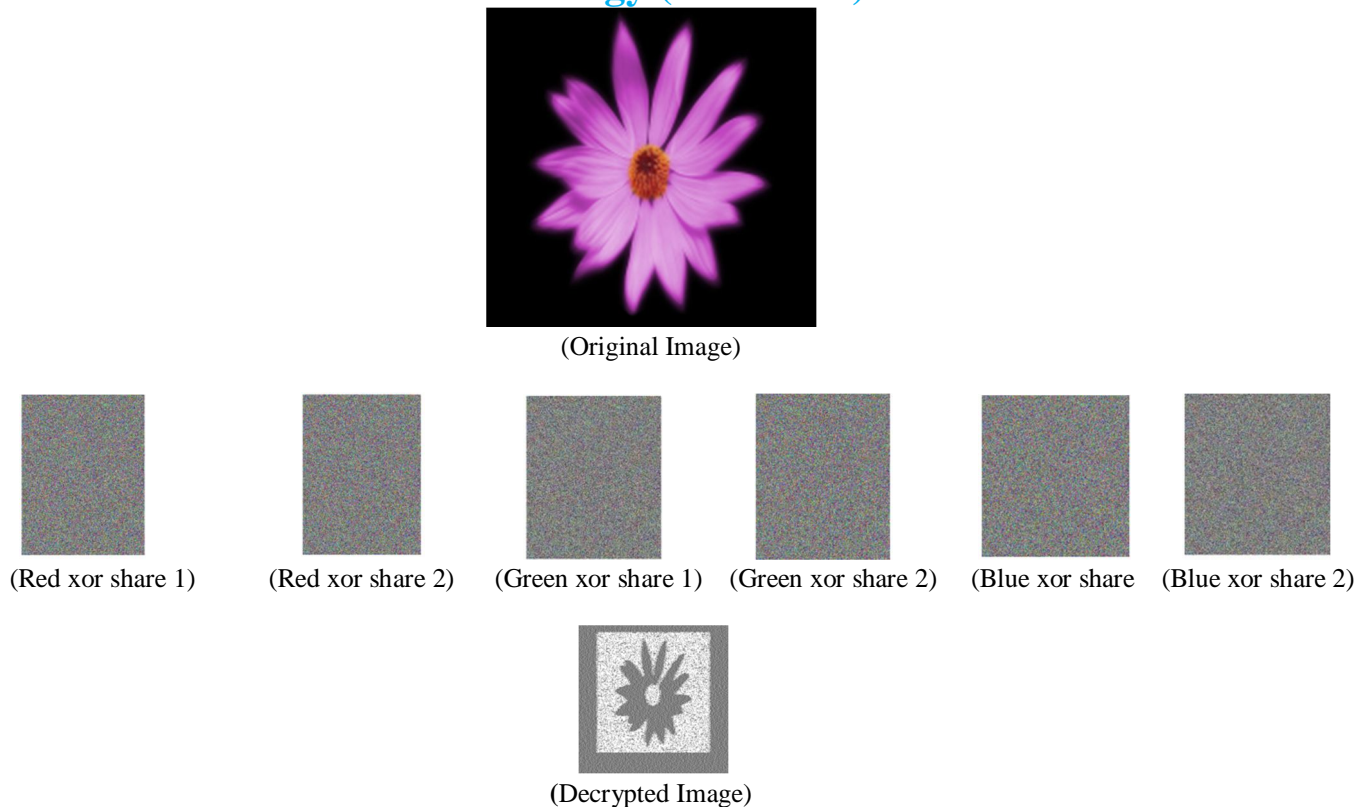 (Original Image)
(Red xor share 1) (Red xor share 2) (Green xor share 1) (Green xor share 2) (Blue xor share (Blue xor share 2)
(Decrypted Image)